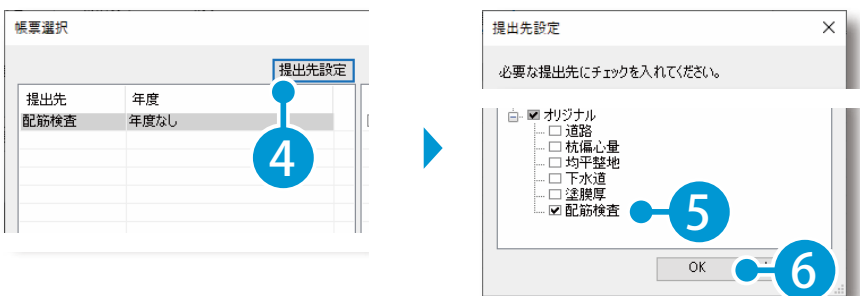 帳票選択
提出先設定
提出先 年度
配筋検査 年度なし
4
提出先設定
必要な提出先にチェックを入れてください。
オリジナル
道路
杭偏心量
均平整地
下水道
塗膜厚
配筋検査
5
OK
6